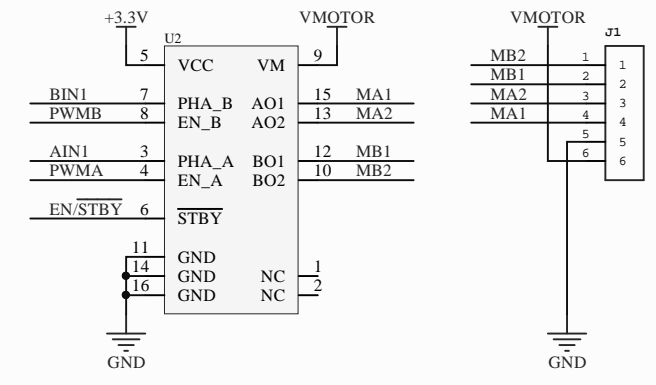 +3.3V
VMOTOR
VMOTOR
U2
J1
5 VCC VM 9
BIN1 7 PHA_B AO1 15 MA1
PWMB 8 EN_B AO2 13 MA2
AIN1 3 PHA_A BO1 12 MB1
PWMA 4 EN_A BO2 10 MB2
EN/STBY 6 STBY
11 GND
14 GND NC 1
16 GND NC 2
GND
MB2 1 1
MB1 2 2
MA2 3 3
MA1 4 4
5 5
6 6
GND